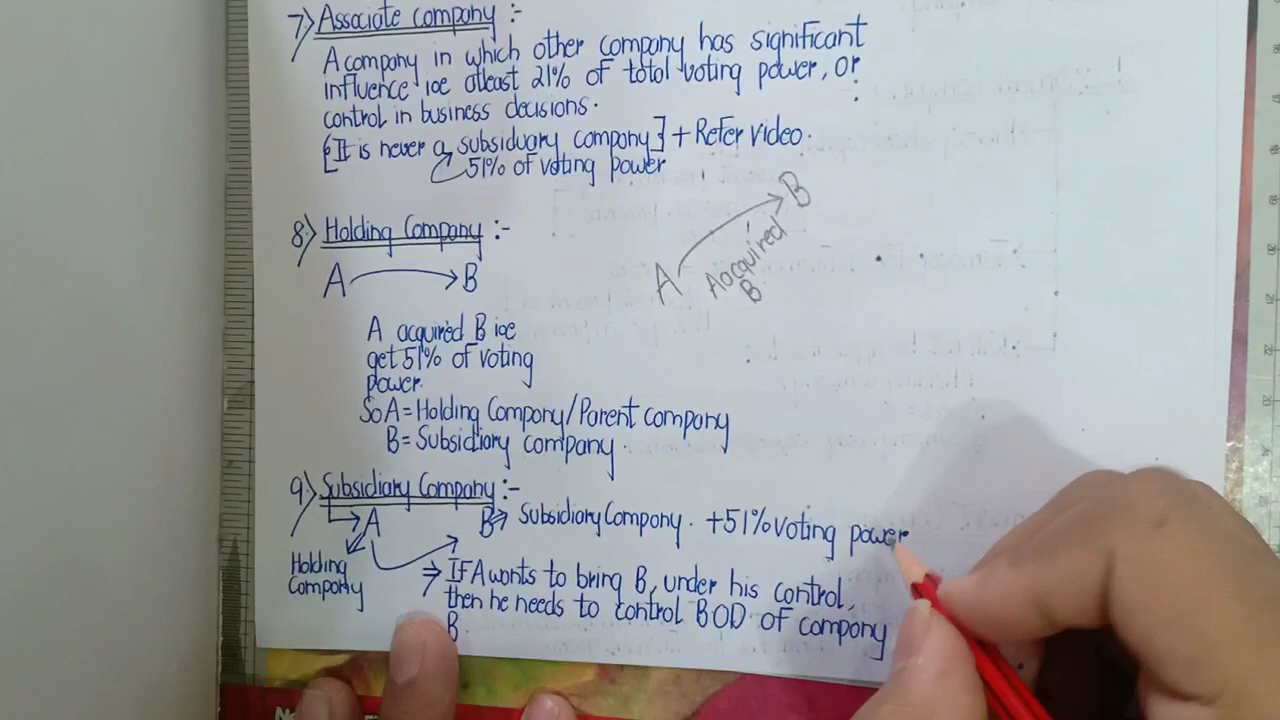 7) Associate company :-
A company in which other company has significant
influence ioe atleast 21% of total voting power, or
control in business decisions.
[It is never a subsiduary company] + Refer video.
51% of voting power
8) Holding Company :-
A B
A acquired B ioe
get 51% of voting
power.
So A = Holding Company/Parent company
B = Subsidiary company.
A B
A acquired
B.
9) Subsidiary Company :-
A B Subsidiary Company. +51% voting power
Holding
Company
⇒ If A wants to bring B, under his control,
then he needs to control BOD of company
B.